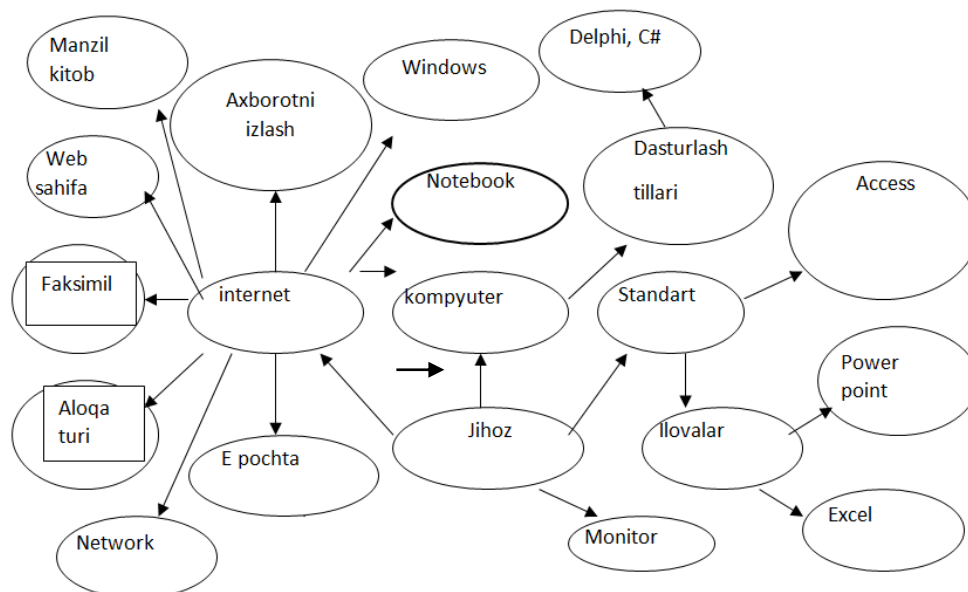 Manzil
kitob
Axborotni
izlash
Windows
Delphi, C#
Web
sahifa
Notebook
Dasturlash
tillari
Access
Faksimil
internet
kompyuter
Standart
Power
point
Aloqa
turi
E pochta
Jihoz
Ilovalar
Network
Monitor
Excel